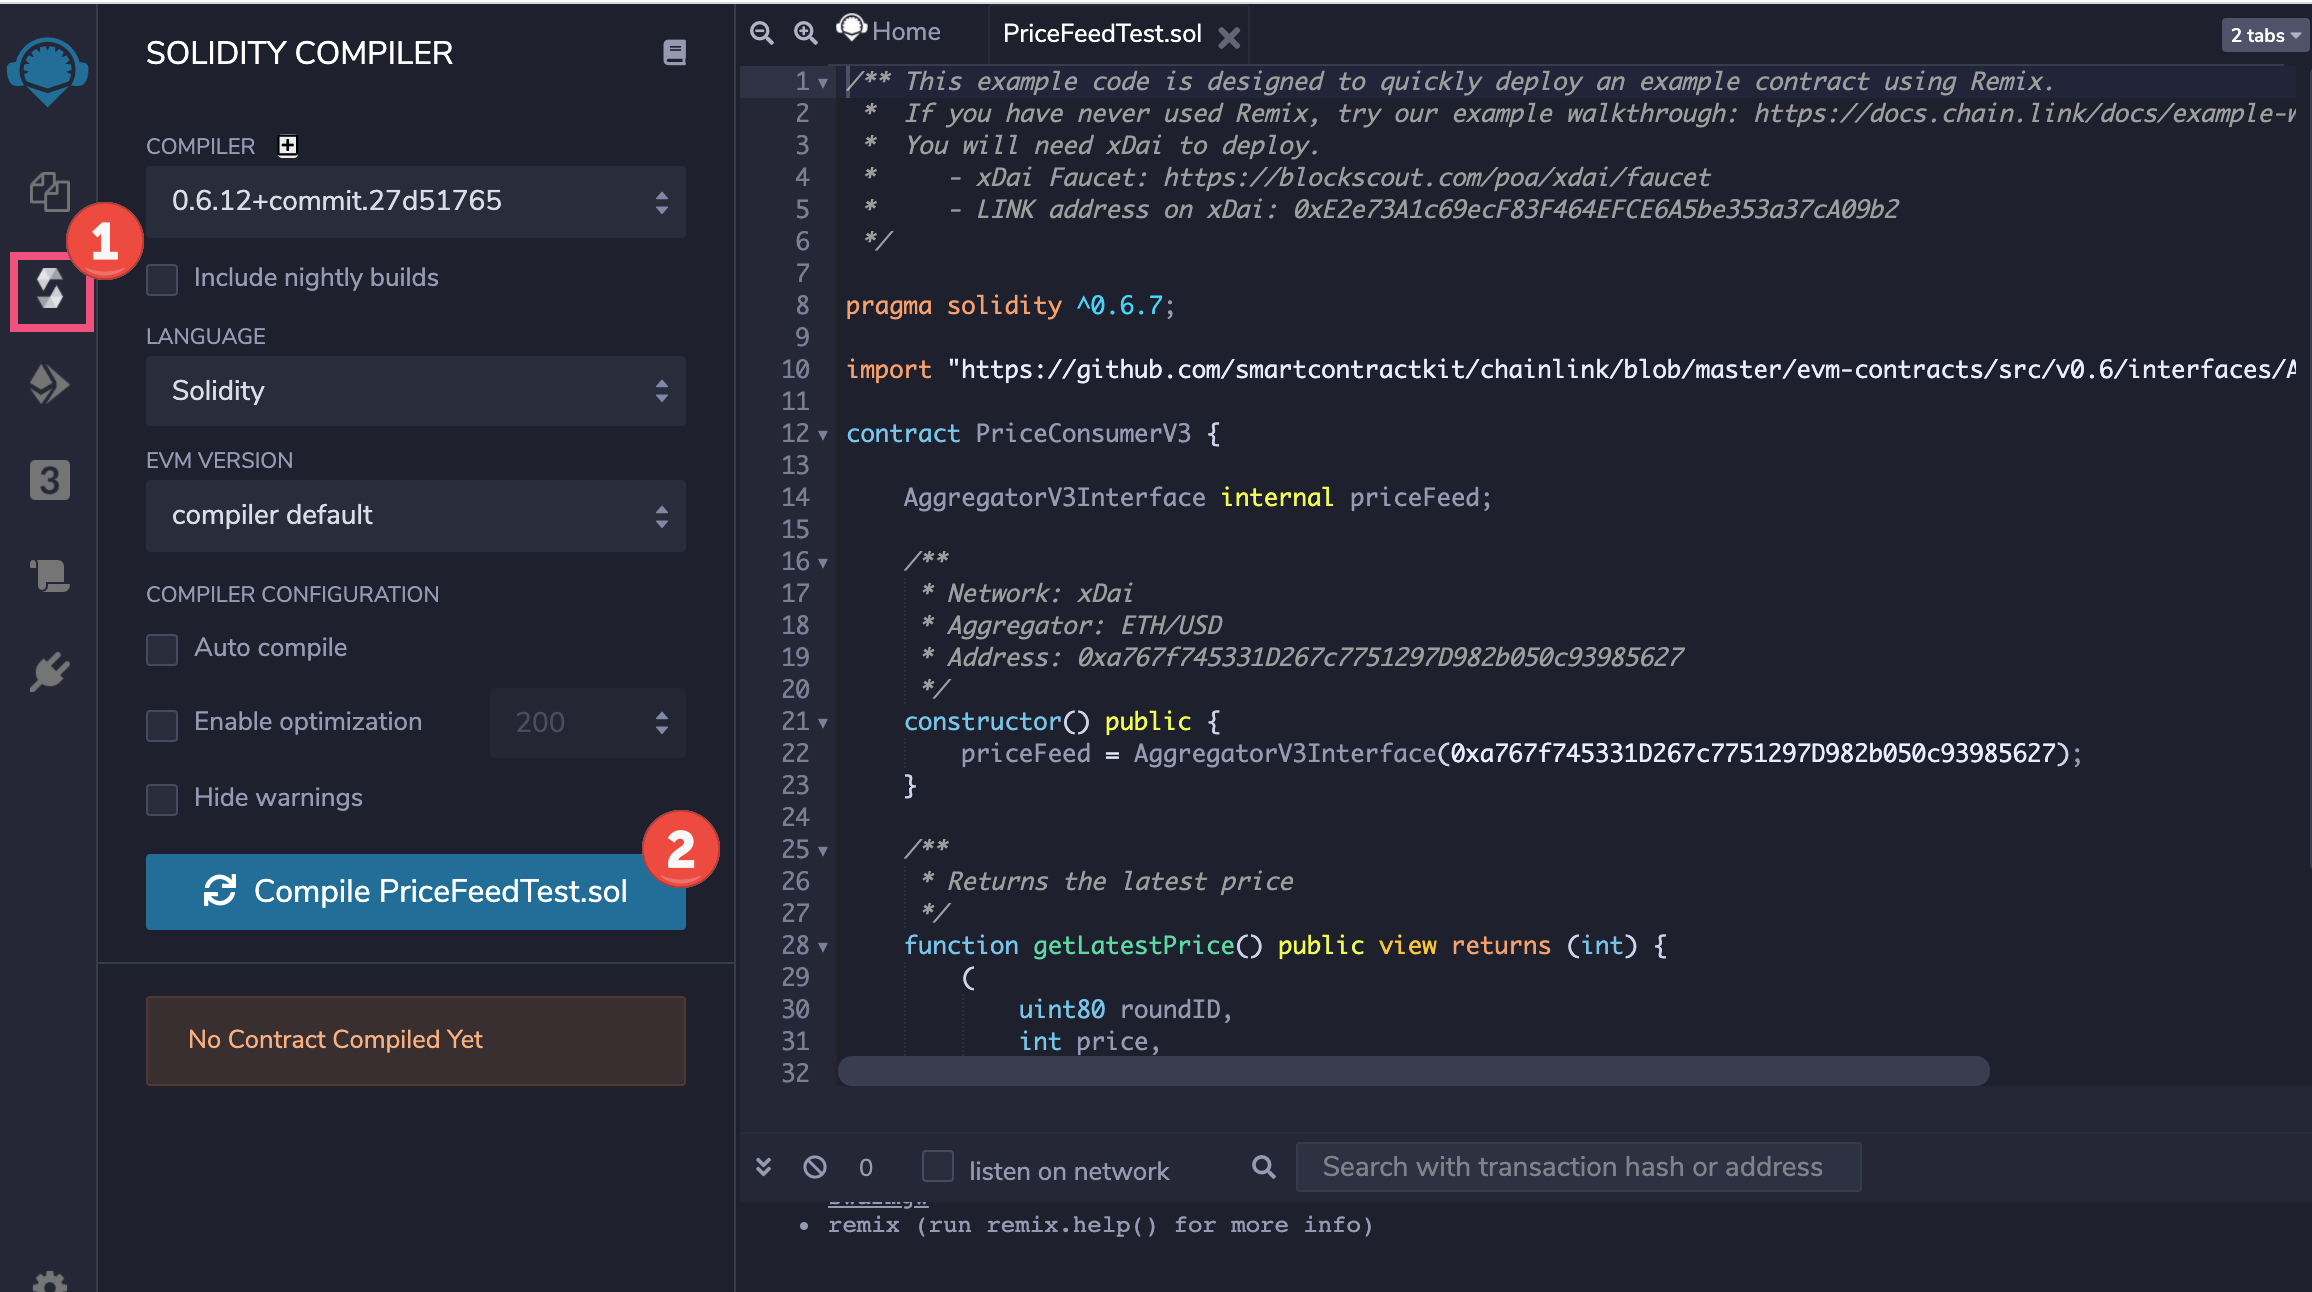 SOLIDITY COMPILER
COMPILER
0.6.12+commit.27d51765
1
Include nightly builds
LANGUAGE
Solidity
EVM VERSION
compiler default
3
COMPILER CONFIGURATION
Auto compile
Enable optimization 200
Hide warnings
2
Compile PriceFeedTest.sol
No Contract Compiled Yet
Home PriceFeedTest.sol 2 tabs
1 /** This example code is designed to quickly deploy an example contract using Remix.
2 * If you have never used Remix, try our example walkthrough: https://docs.chain.link/docs/example-w
3 * You will need xDai to deploy.
4 * - xDai Faucet: https://blockscout.com/poa/xdai/faucet
5 * - LINK address on xDai: 0xE2e73A1c69ecF83F464EFCE6A5be353a37cA09b2
6 */
7
8 pragma solidity ^0.6.7;
9
10 import "https://github.com/smartcontractkit/chainlink/blob/master/evm-contracts/src/v0.6/interfaces/A
11
12 contract PriceConsumerV3 {
13
14 AggregatorV3Interface internal priceFeed;
15
16 /**
17 * Network: xDai
18 * Aggregator: ETH/USD
19 * Address: 0xa767f745331D267c7751297D982b050c93985627
20 */
21 constructor() public {
22 priceFeed = AggregatorV3Interface(0xa767f745331D267c7751297D982b050c93985627);
23 }
24
25 /**
26 * Returns the latest price
27 */
28 function getLatestPrice() public view returns (int) {
29 (
30 uint80 roundID,
31 int price,
32
0 listen on network Search with transaction hash or address
remix (run remix.help() for more info)